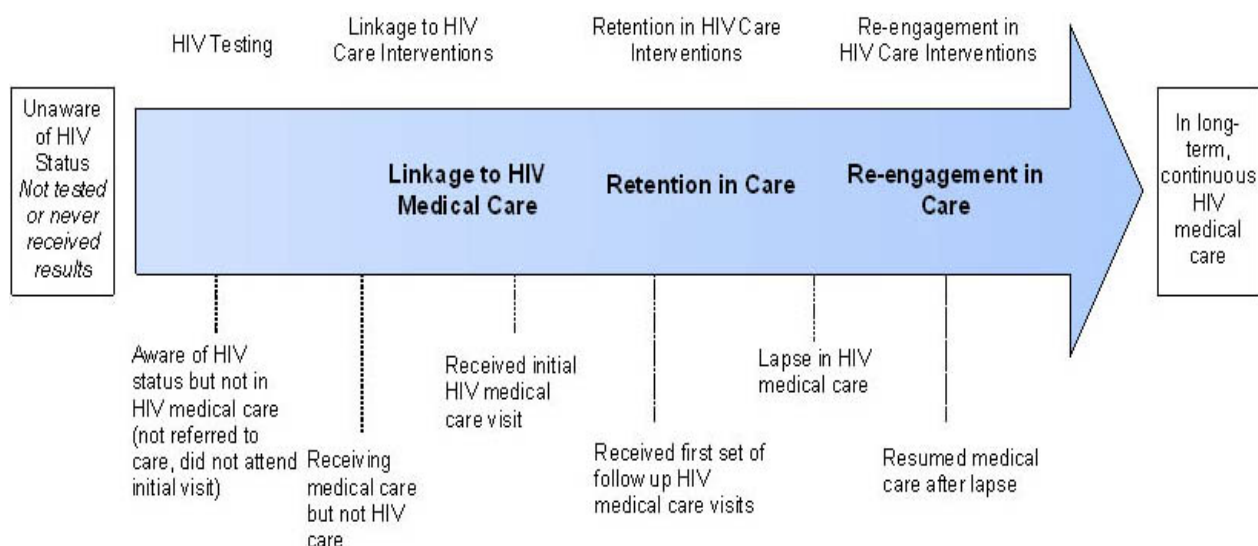 HIV Testing
Linkage to HIV
Care Interventions
Retention in HIV Care
Interventions
Re-engagement in
HIV Care Interventions
Unaware
of HIV
Status
Not tested
or never
received
results
Linkage to HIV
Medical Care
Retention in Care
Re-engagement in
Care
In long-
term,
continuous
HIV
medical
care
Aware of HIV
status but not in
HIV medical care
(not referred to
care, did not attend
initial visit)
Receiving
medical care
but not HIV
care
Received initial
HIV medical
care visit
Received first set of
follow up HIV
medical care visits
Lapse in HIV
medical care
Resumed medical
care after lapse